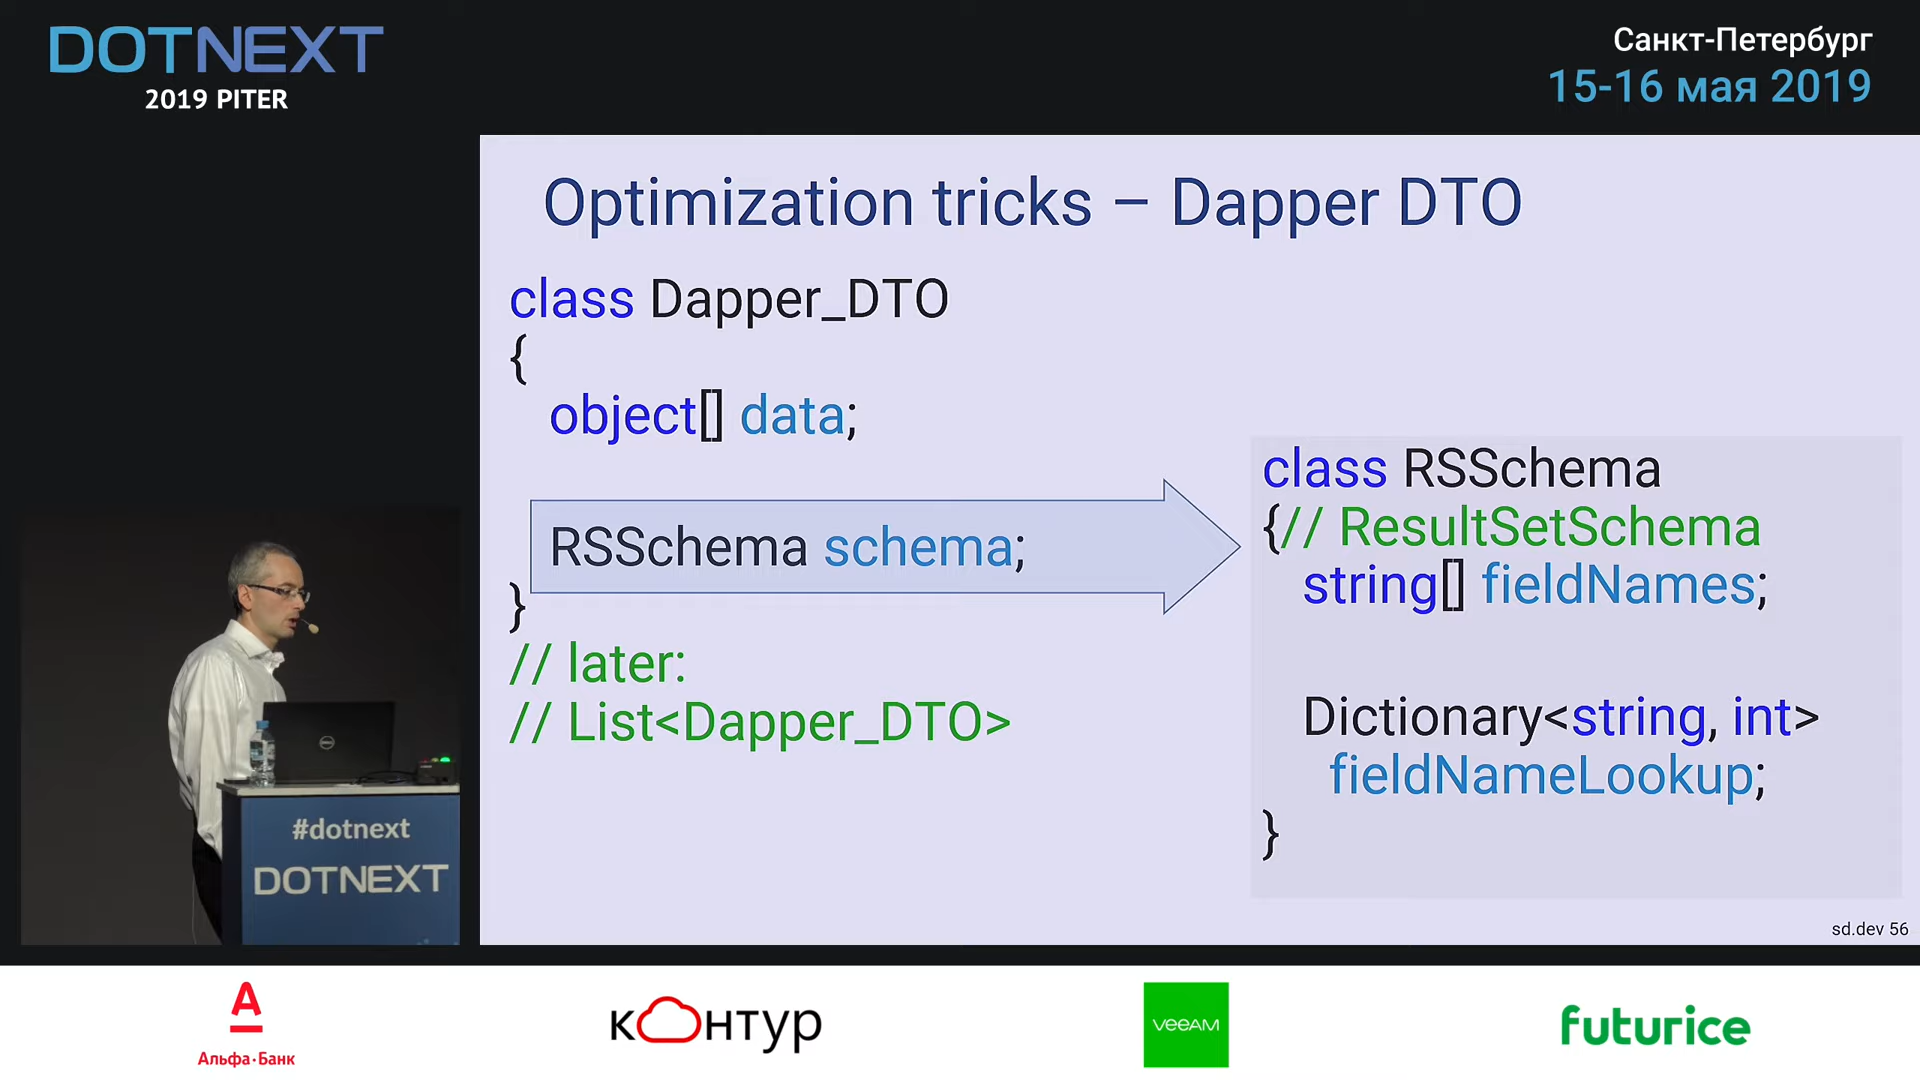 DOTNEXT
2019 PITER
Санкт-Петербург
15-16 мая 2019
Optimization tricks – Dapper DTO
class Dapper_DTO
{
object[] data;
RSSchema schema;
}
// later:
// List<Dapper_DTO>
class RSSchema
{// ResultSetSchema
string[] fieldNames;
Dictionary<string, int>
fieldNameLookup;
}
sd.dev 56
#dotnext
DOTNEXT
DELL
Альфа·Банк
контур
veeAM
futurice